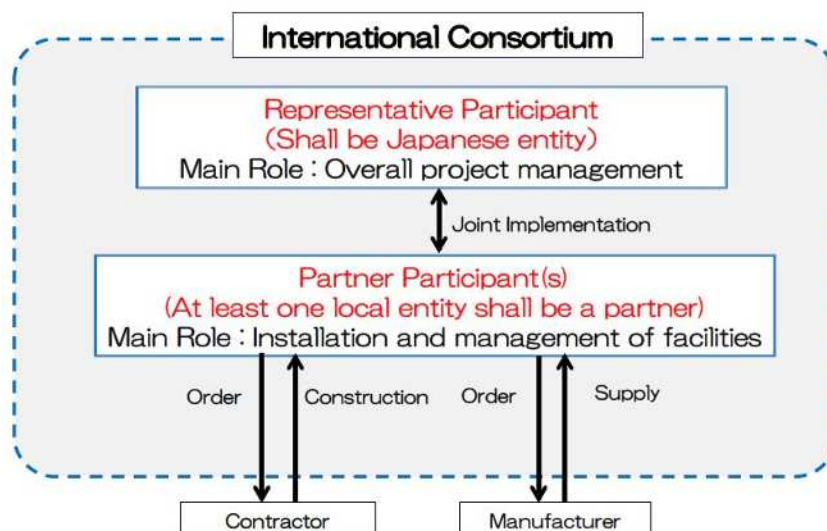 International Consortium
Representative Participant
(Shall be Japanese entity)
Main Role : Overall project management
Joint Implementation
Partner Participant(s)
(At least one local entity shall be a partner)
Main Role : Installation and management of facilities
Order
Construction
Order
Supply
Contractor
Manufacturer